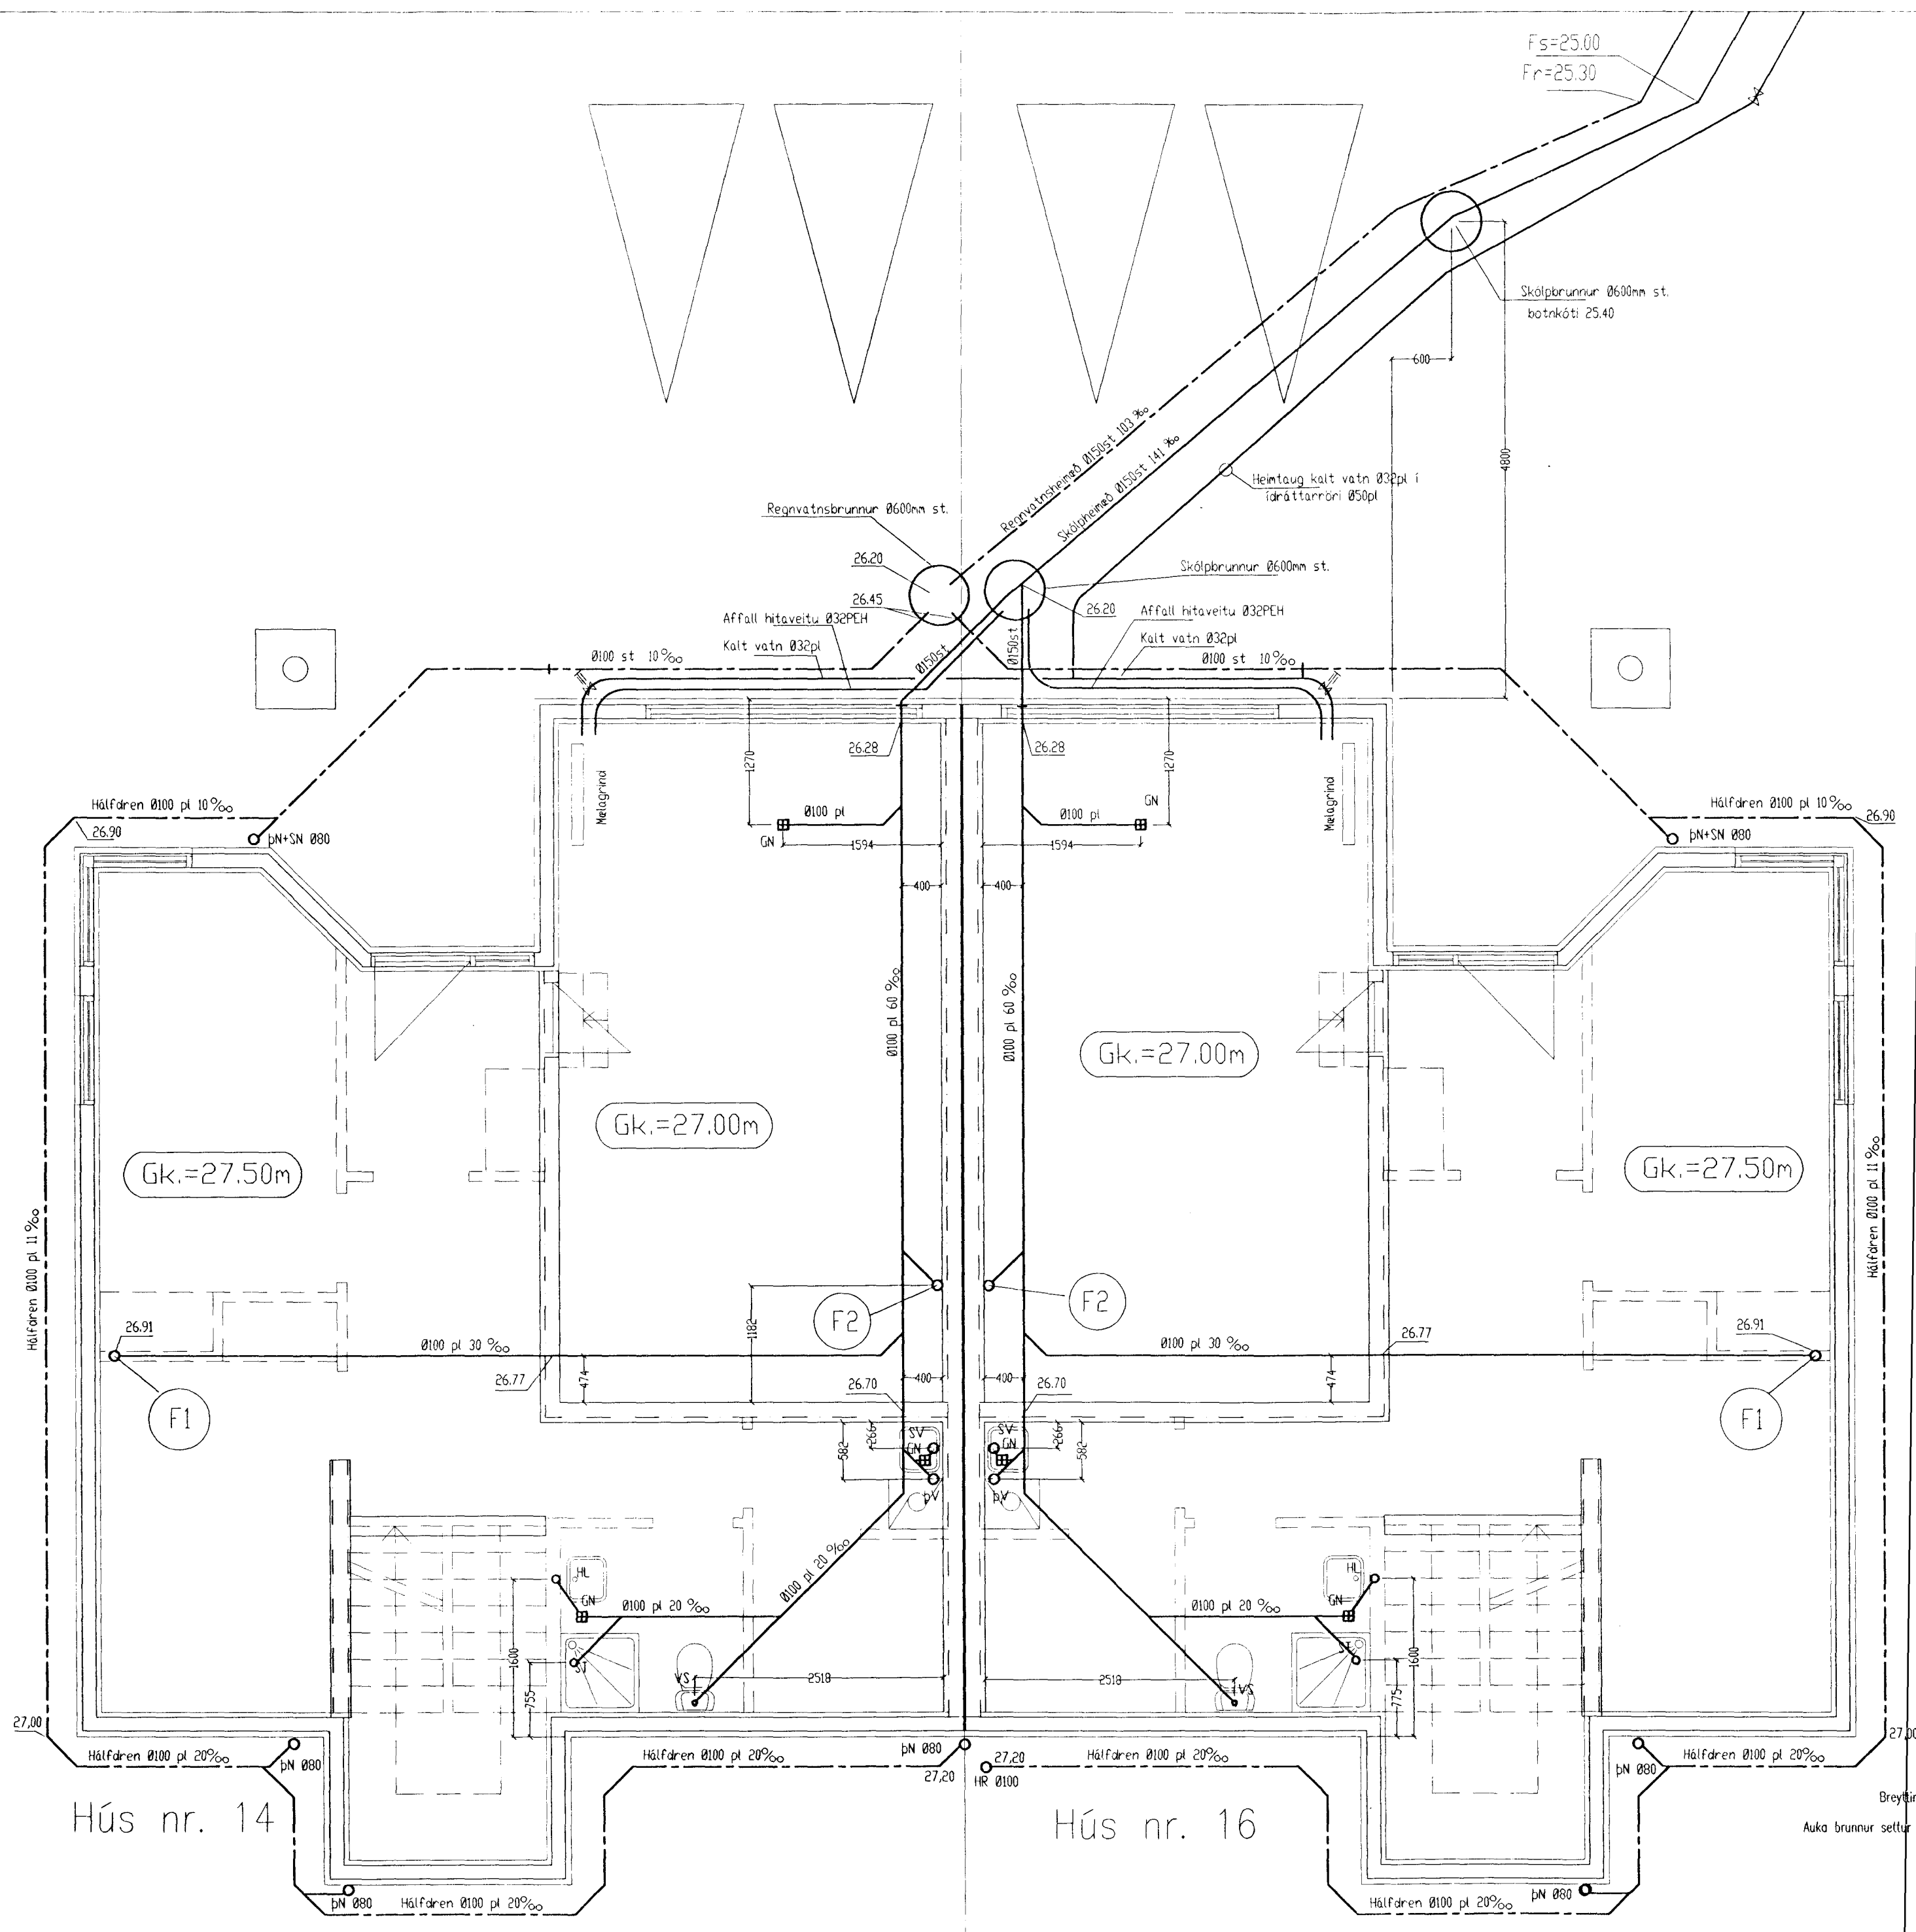 Fs=25.00
Fr=25.30
Skólpbrunnur Ø600mm st.
botnkóti 25.40
600
4800
Regnvatnsheimæð Ø150st 103 ‰
Skólpheimæð Ø150st 141 ‰
Heimtaug kalt vatn Ø32pl í
ídráttarröri Ø50pl
Regnvatnsbrunnur Ø600mm st.
26.20
26.45
Skólpbrunnur Ø600mm st.
26.20
Affall hitaveitu Ø32PEH
Kalt vatn Ø32pl
Affall hitaveitu Ø32PEH
Kalt vatn Ø32pl
Ø100 st 10‰
Ø150st
Ø150st
Ø100 st 10‰
26.28
26.28
1270
1270
Mælagrind
Mælagrind
Hálfdren Ø100 pl 10‰
26.90
þN+SN Ø80
GN
Ø100 pl
1594
Ø100 pl
GN
1594
Hálfdren Ø100 pl 10‰
26.90
þN+SN Ø80
400
400
Ø100 pl 60 ‰
Ø100 pl 60 ‰
Gk.=27.00m
Gk.=27.00m
Gk.=27.50m
Gk.=27.50m
Hálfdren Ø100 pl 11‰
Hálfdren Ø100 pl 11‰
F2
F2
1182
26.91
Ø100 pl 30 ‰
26.77
474
Ø100 pl 30 ‰
26.77
474
26.91
F1
F1
400
400
26.70
26.70
SV
GN
266
582
þV
SV
GN
266
582
þV
Ø100 pl 20 ‰
HL
GN
Ø100 pl 20 ‰
Ø100 pl 20 ‰
HL
GN
1600
755
ST
VS
2518
2518
VS
ST
775
1600
27,00
Hálfdren Ø100 pl 20‰
þN Ø80
Hálfdren Ø100 pl 20‰
þN Ø80
27,20
27,20
HR Ø100
Hálfdren Ø100 pl 20‰
þN Ø80
Hálfdren Ø100 pl 20‰
27,00
Hús nr. 14
Hús nr. 16
Auka brunnur settur
þN Ø80
Hálfdren Ø100 pl 20‰
Hálfdren Ø100 pl 20‰
þN Ø80